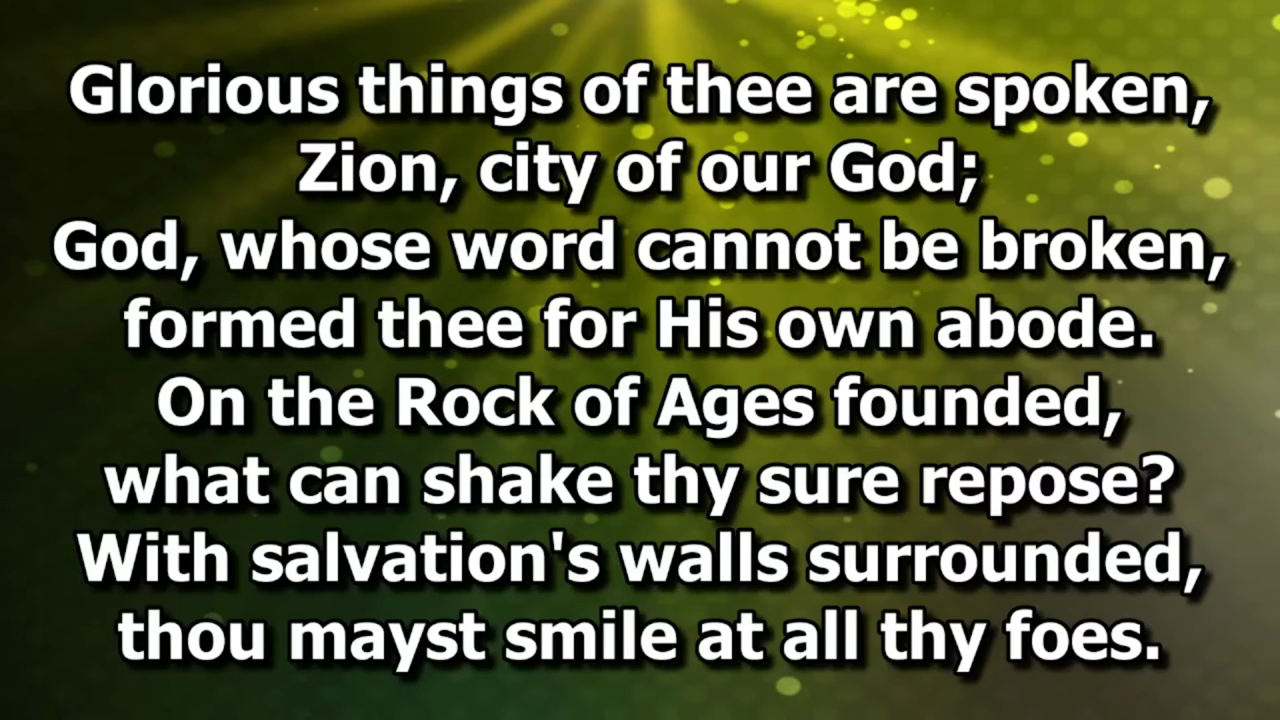 Glorious things of thee are spoken,
Zion, city of our God;
God, whose word cannot be broken,
formed thee for His own abode.
On the Rock of Ages founded,
what can shake thy sure repose?
With salvation's walls surrounded,
thou mayst smile at all thy foes.